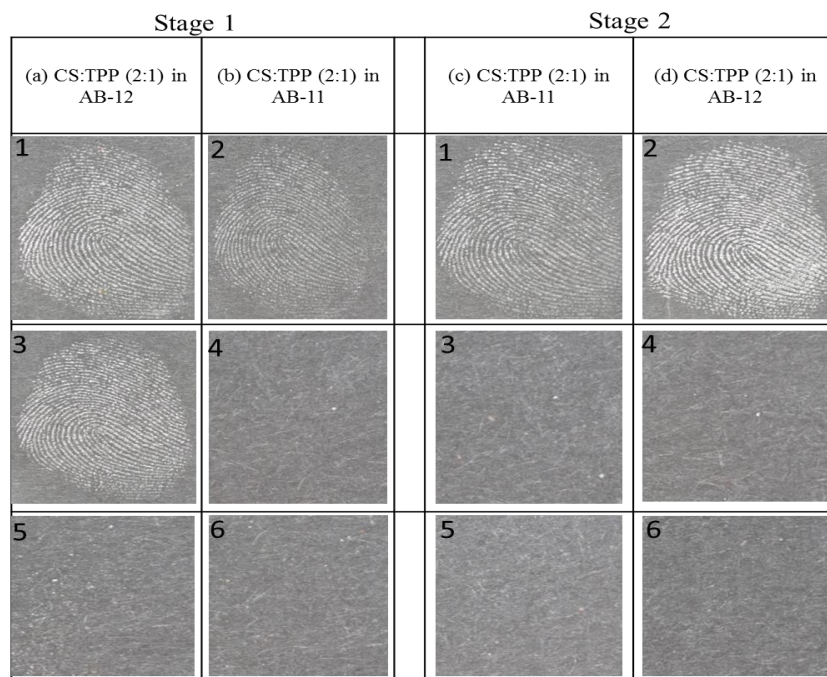 Stage 1
Stage 2
(a) CS:TPP (2:1) in
AB-12
(b) CS:TPP (2:1) in
AB-11
(c) CS:TPP (2:1) in
AB-11
(d) CS:TPP (2:1) in
AB-12
1
2
1
2
3
4
3
4
5
6
5
6